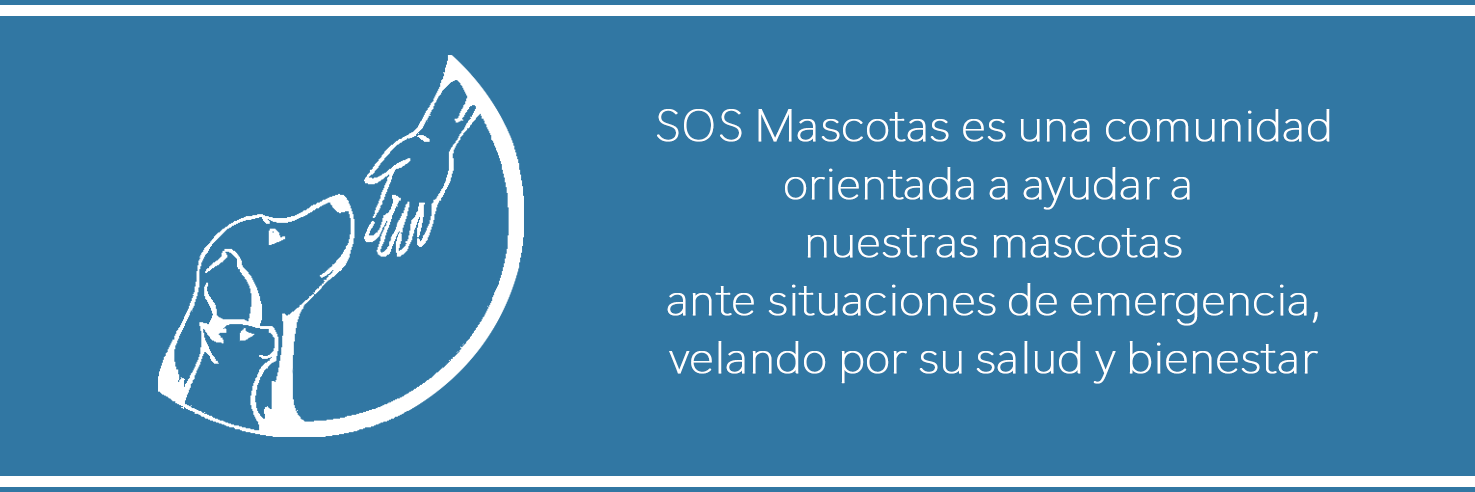 SOS Mascotas es una comunidad
orientada a ayudar a
nuestras mascotas
ante situaciones de emergencia,
velando por su salud y bienestar